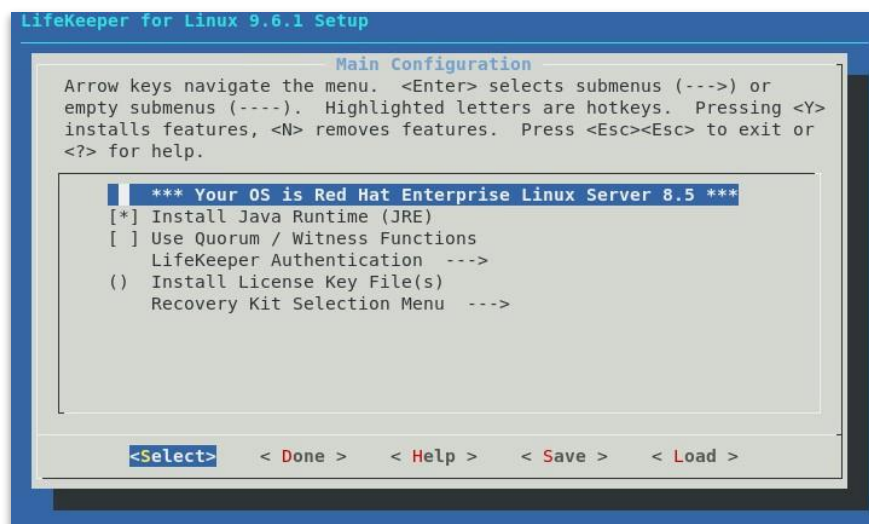 LifeKeeper for Linux 9.6.1 Setup
Main Configuration
Arrow keys navigate the menu.  <Enter> selects submenus (--->) or
empty submenus (----).  Highlighted letters are hotkeys.  Pressing <Y>
installs features, <N> removes features.  Press <Esc><Esc> to exit or
<?> for help.
*** Your OS is Red Hat Enterprise Linux Server 8.5 ***
[*] Install Java Runtime (JRE)
[ ] Use Quorum / Witness Functions
LifeKeeper Authentication  --->
()  Install License Key File(s)
Recovery Kit Selection Menu  --->
<Select>    < Done >    < Help >    < Save >    < Load >